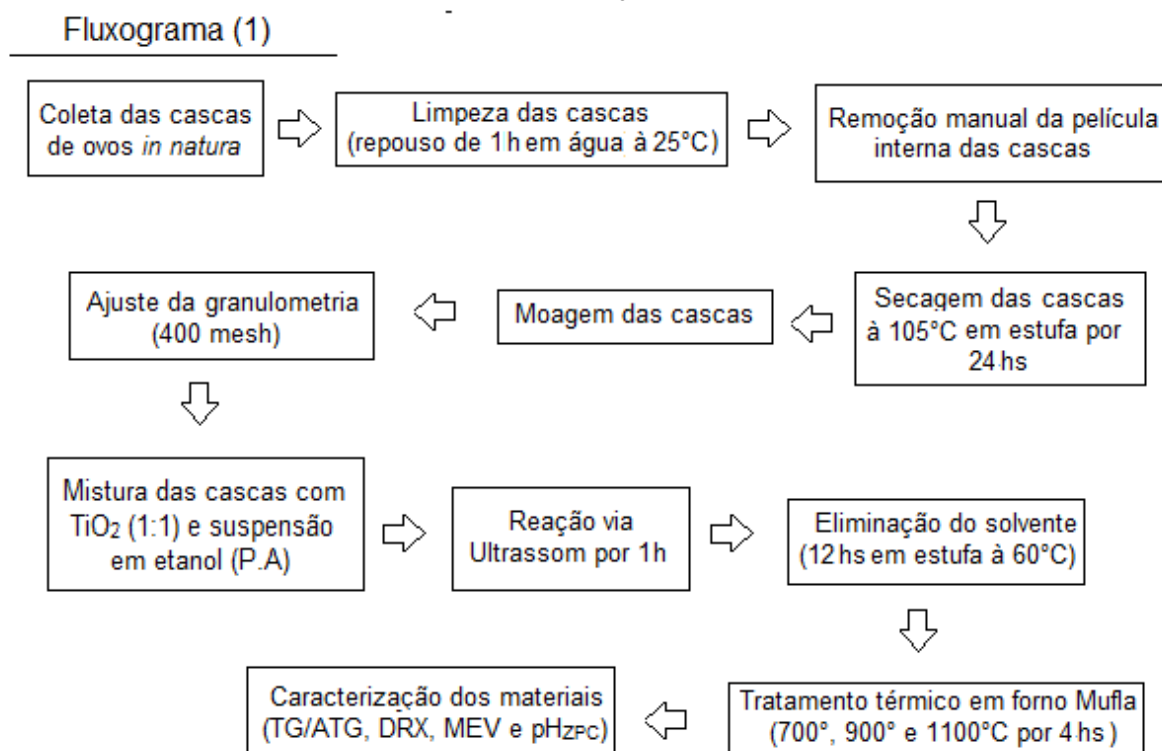 Fluxograma (1)
Coleta das cascas
de ovos in natura
Limpeza das cascas
(repouso de 1h em água à 25°C)
Remoção manual da película
interna das cascas
Secagem das cascas
à 105°C em estufa por
24 hs
Moagem das cascas
Ajuste da granulometria
(400 mesh)
Mistura das cascas com
TiO₂ (1:1) e suspensão
em etanol (P.A)
Reação via
Ultrassom por 1h
Eliminação do solvente
(12 hs em estufa à 60°C)
Tratamento térmico em forno Mufla
(700°, 900° e 1100°C por 4 hs )
Caracterização dos materiais
(TG/ATG, DRX, MEV e pHZPC)